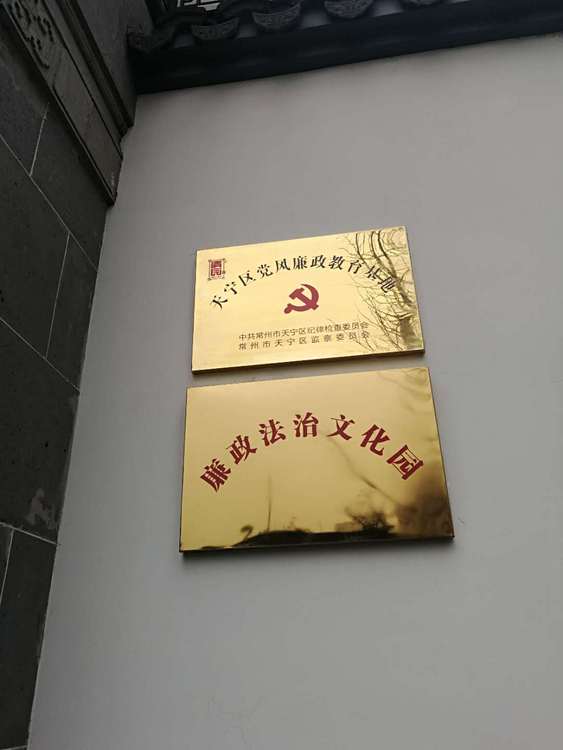 天宁区党风廉政教育基地
中共常州市天宁区纪律检查委员会
常州市天宁区监察委员会
廉政法治文化园